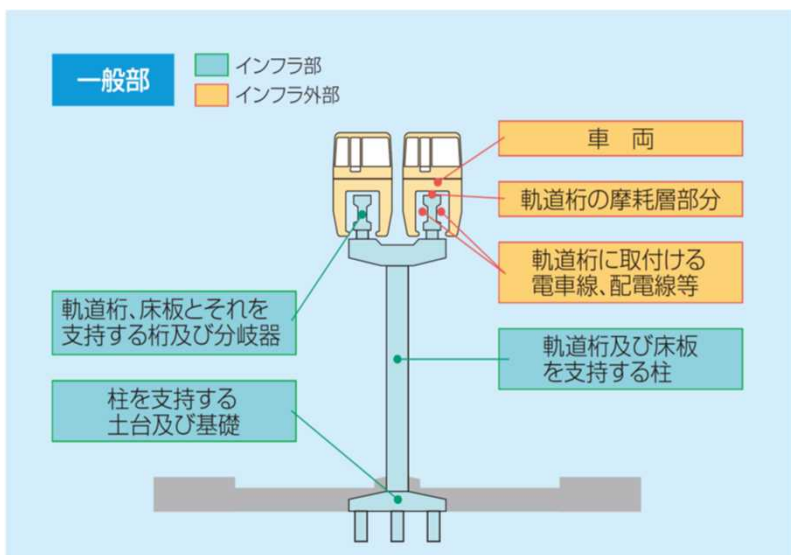 一般部
インフラ部
インフラ外部
車 両
軌道桁の摩耗層部分
軌道桁に取付ける
電車線、配電線等
軌道桁、床板とそれを
支持する桁及び分岐器
軌道桁及び床板
を支持する柱
柱を支持する
土台及び基礎